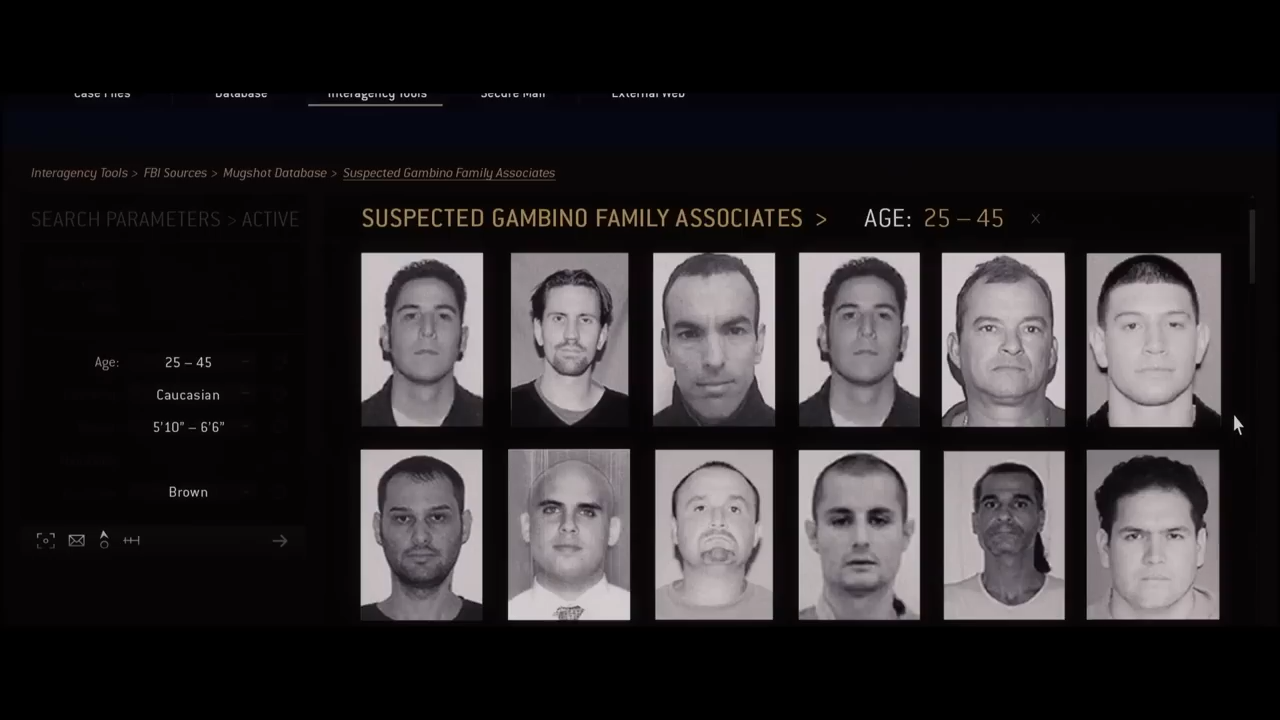 Case Files Database Interagency Tools Secure Mail External Web
Interagency Tools > FBI Sources > Mugshot Database > Suspected Gambino Family Associates
SEARCH PARAMETERS > ACTIVE
SUSPECTED GAMBINO FAMILY ASSOCIATES > AGE: 25 – 45 ×
Age: 25 – 45
Caucasian
5'10" – 6'6"
Brown